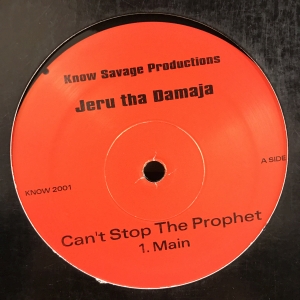 Know Savage Productions
Jeru tha Damaja
KNOW 2001
A.SIDE
Can't Stop The Prophet
1. Main